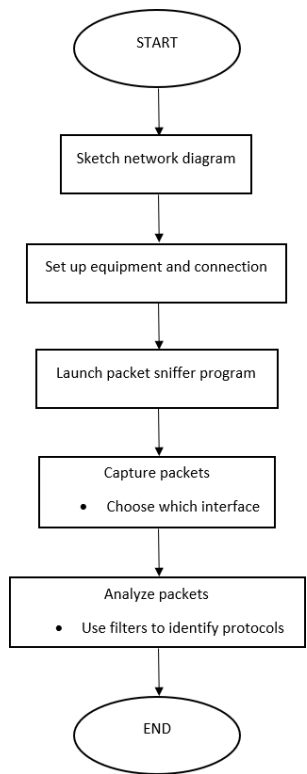 START
Sketch network diagram
Set up equipment and connection
Launch packet sniffer program
Capture packets
• Choose which interface
Analyze packets
• Use filters to identify protocols
END